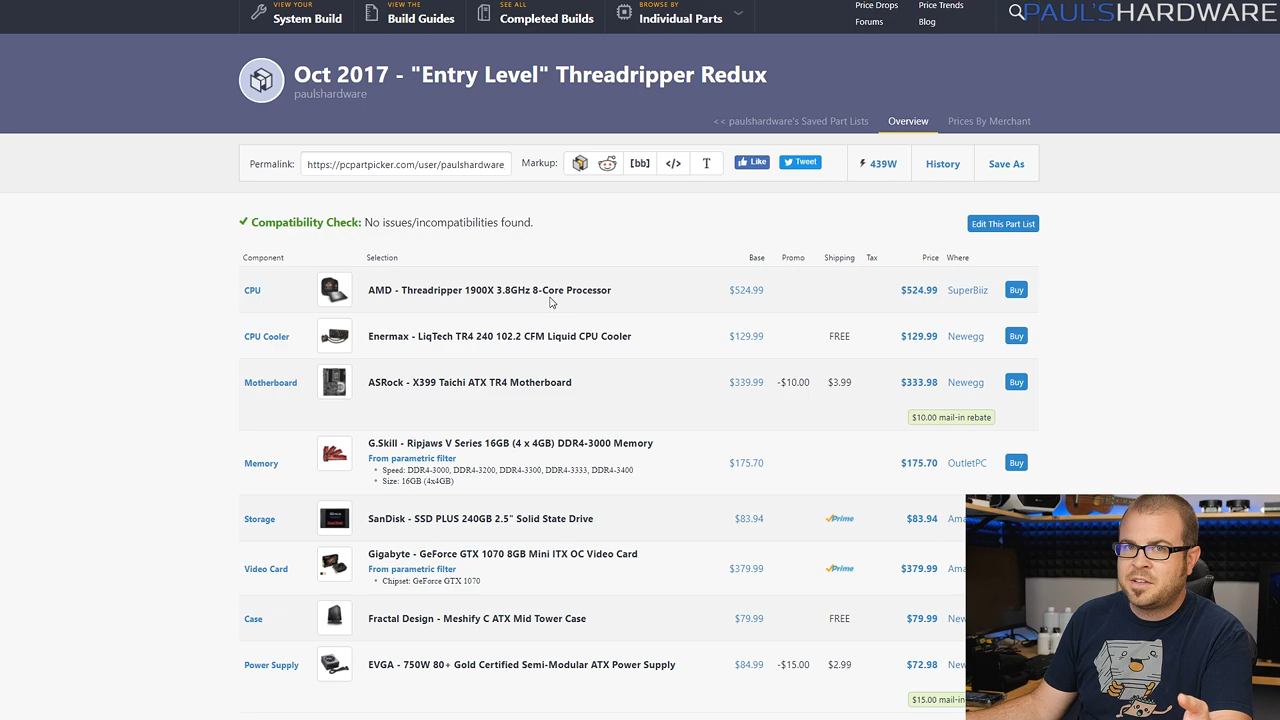 VIEW YOUR
System Build
VIEW THE
Build Guides
SEE ALL
Completed Builds
BROWSE BY
Individual Parts
Price Drops
Price Trends
Forums
Blog
PAUL'SHARDWARE
Oct 2017 - "Entry Level" Threadripper Redux
paulshardware
<< paulshardware's Saved Part Lists
Overview
Prices By Merchant
Permalink: https://pcpartpicker.com/user/paulshardware
Markup: [bb] </> T
Like
Tweet
439W
History
Save As
Compatibility Check: No issues/incompatibilities found.
Edit This Part List
Component Selection Base Promo Shipping Tax Price Where
CPU AMD - Threadripper 1900X 3.8GHz 8-Core Processor $524.99 $524.99 SuperBiiz Buy
CPU Cooler Enermax - LiqTech TR4 240 102.2 CFM Liquid CPU Cooler $129.99 FREE $129.99 Newegg Buy
Motherboard ASRock - X399 Taichi ATX TR4 Motherboard $339.99 -$10.00 $3.99 $333.98 Newegg Buy
$10.00 mail-in rebate
G.Skill - Ripjaws V Series 16GB (4 x 4GB) DDR4-3000 Memory
From parametric filter
Memory $175.70 $175.70 OutletPC Buy
• Speed: DDR4-3000, DDR4-3200, DDR4-3300, DDR4-3333, DDR4-3400
• Size: 16GB (4x4GB)
Storage SanDisk - SSD PLUS 240GB 2.5" Solid State Drive $83.94 Prime $83.94 Ama
Gigabyte - GeForce GTX 1070 8GB Mini ITX OC Video Card
Video Card From parametric filter $379.99 Prime $379.99 Ama
• Chipset: GeForce GTX 1070
Case Fractal Design - Meshify C ATX Mid Tower Case $79.99 FREE $79.99 New
Power Supply EVGA - 750W 80+ Gold Certified Semi-Modular ATX Power Supply $84.99 -$15.00 $2.99 $72.98 New
$15.00 mail-in